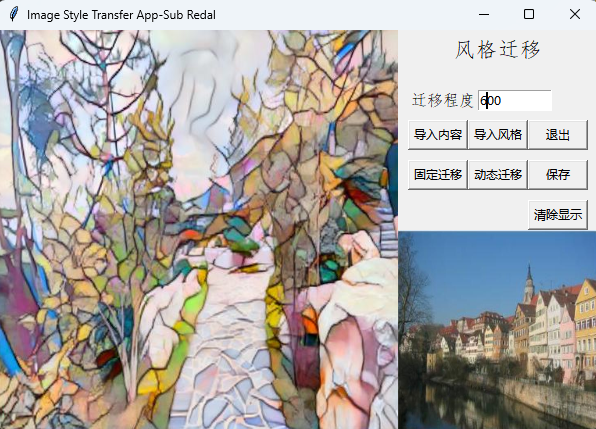 Image Style Transfer App-Sub Redal
风格迁移
迁移程度 600
导入内容 导入风格 退出
固定迁移 动态迁移 保存
清除显示